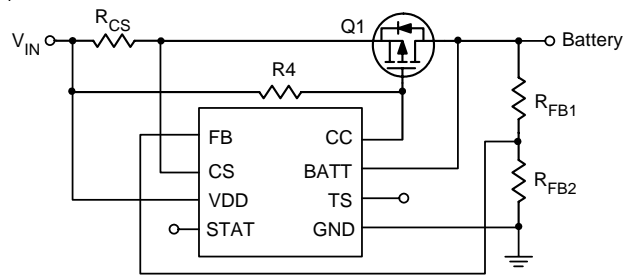 R_CS
Q1
V_IN
Battery
R4
R_FB1
FB
CC
CS
BATT
VDD
TS
R_FB2
STAT
GND